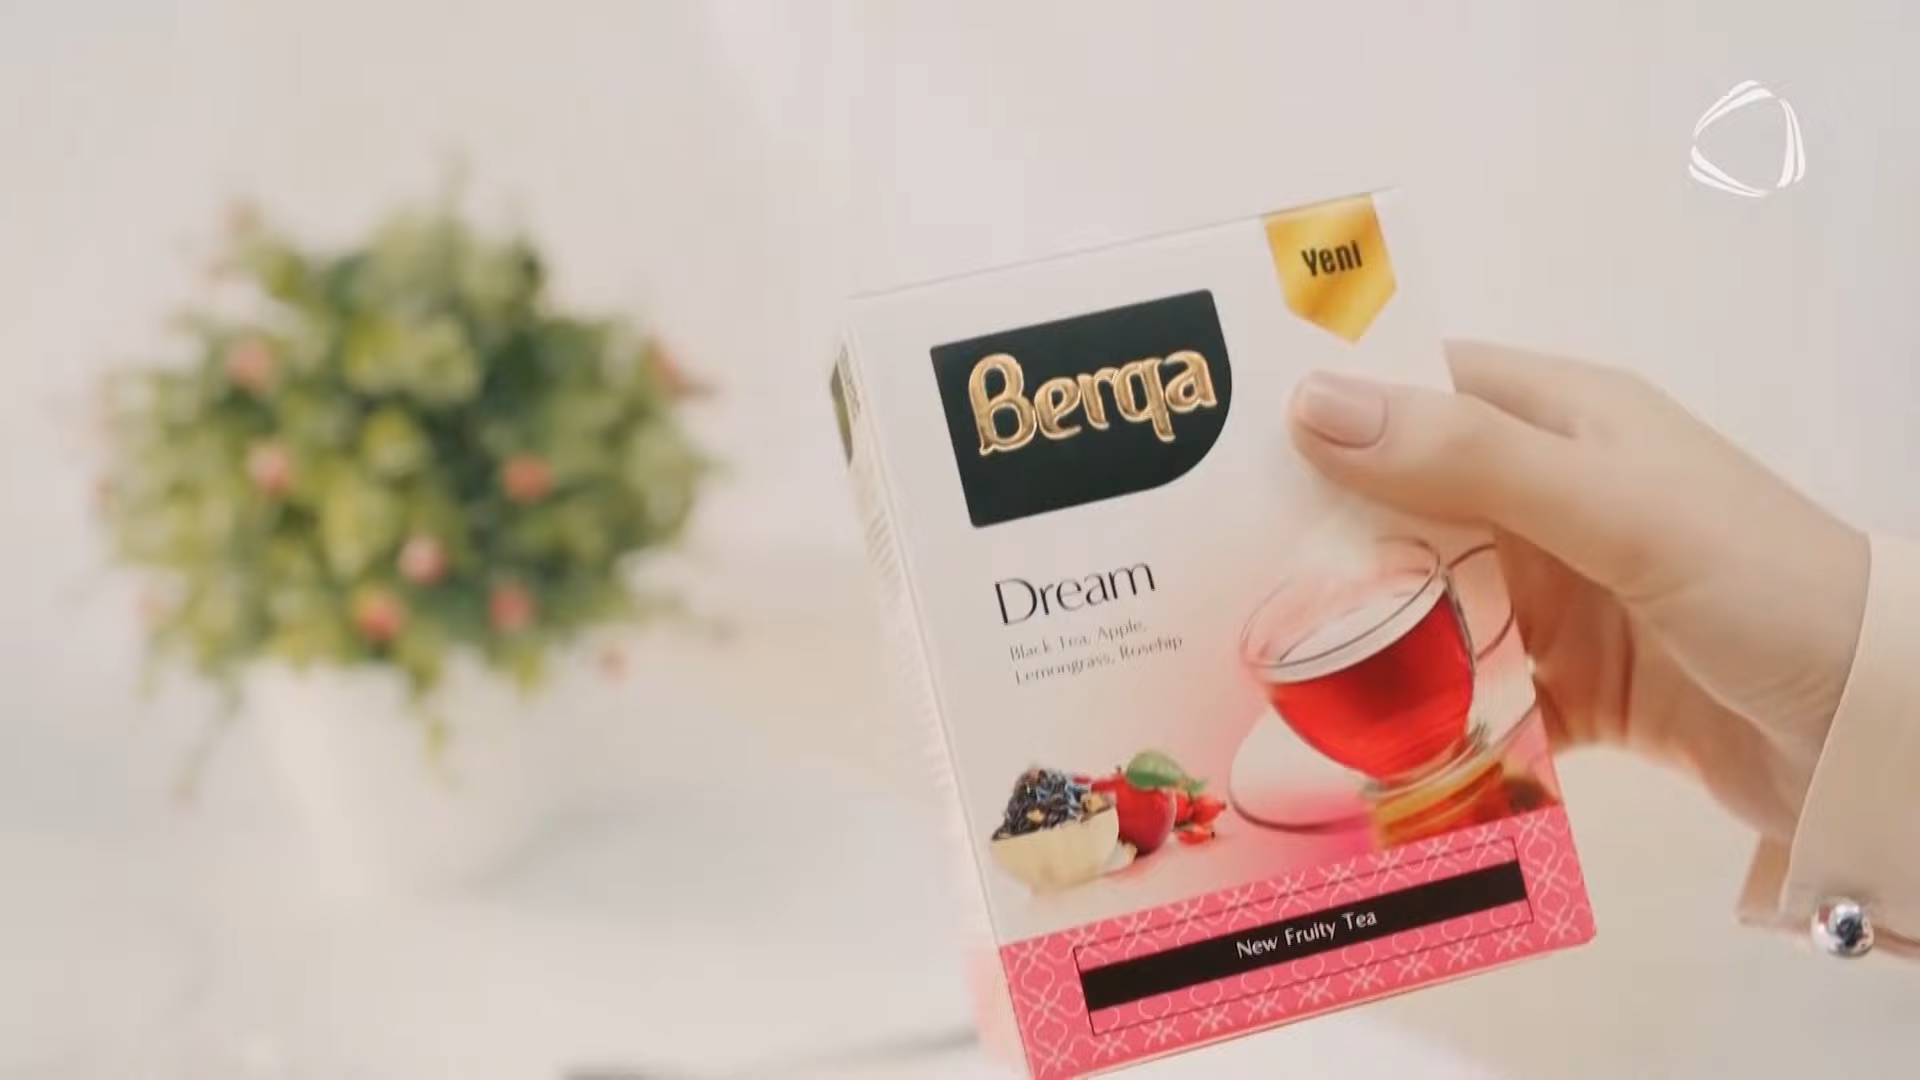 Yeni
Berqa
Dream
Black Tea, Apple,
Lemongrass, Rosehip
New Fruity Tea